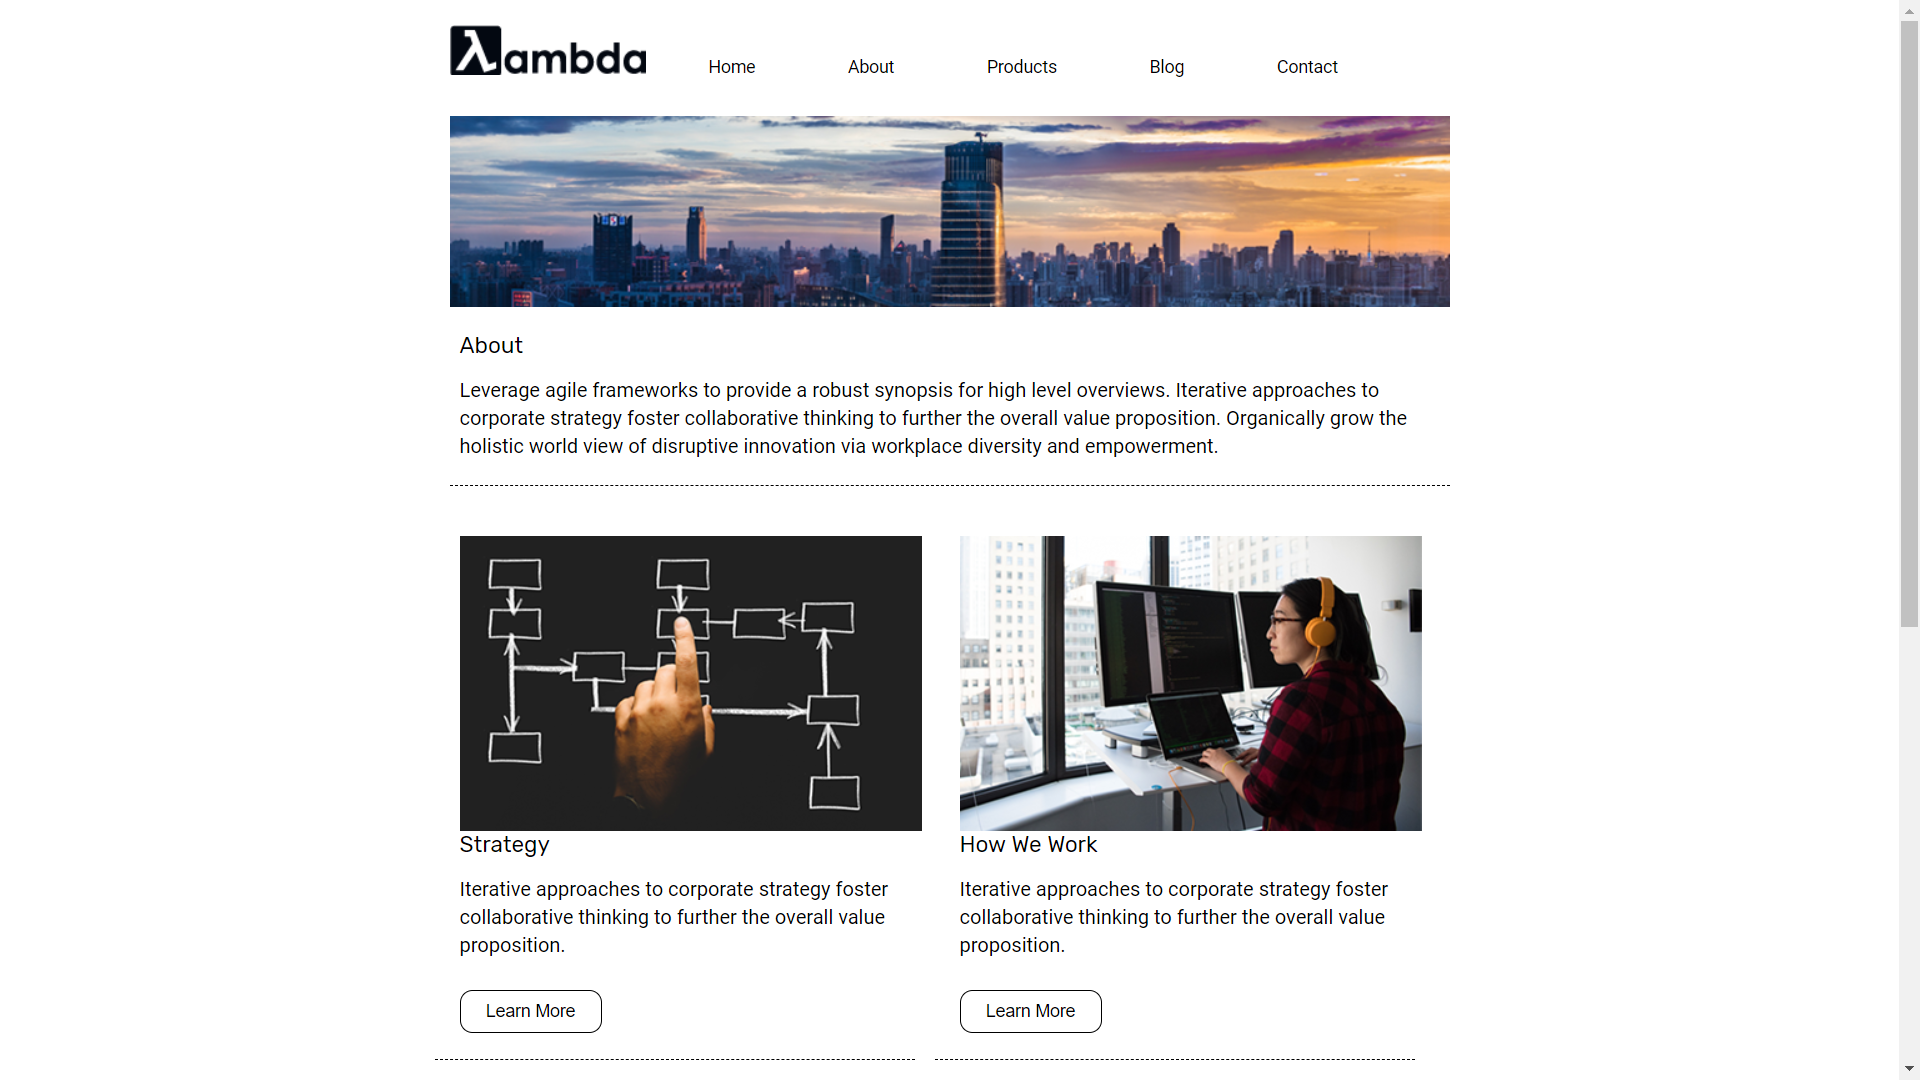 λambda
Home
About
Products
Blog
Contact
About
Leverage agile frameworks to provide a robust synopsis for high level overviews. Iterative approaches to
corporate strategy foster collaborative thinking to further the overall value proposition. Organically grow the
holistic world view of disruptive innovation via workplace diversity and empowerment.
Strategy
Iterative approaches to corporate strategy foster
collaborative thinking to further the overall value
proposition.
Learn More
How We Work
Iterative approaches to corporate strategy foster
collaborative thinking to further the overall value
proposition.
Learn More